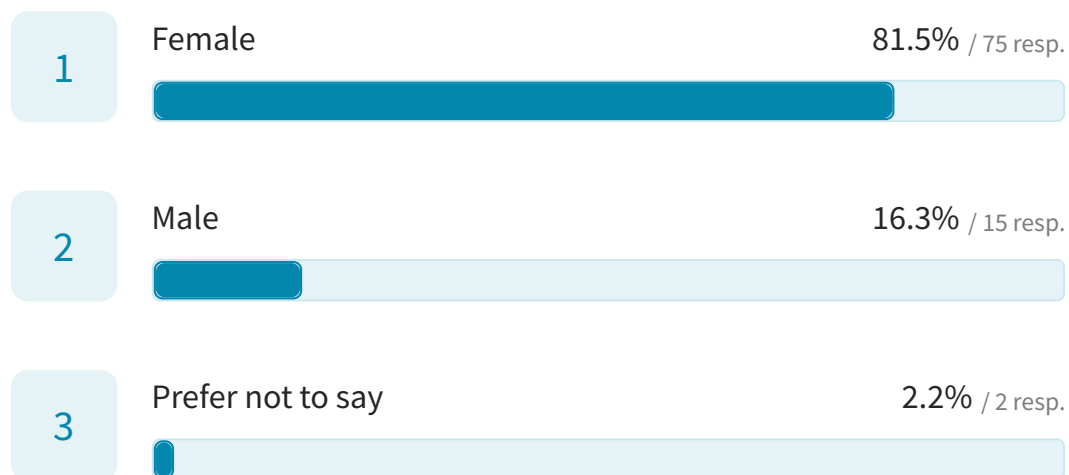 1 Female 81.5% / 75 resp.
2 Male 16.3% / 15 resp.
3 Prefer not to say 2.2% / 2 resp.